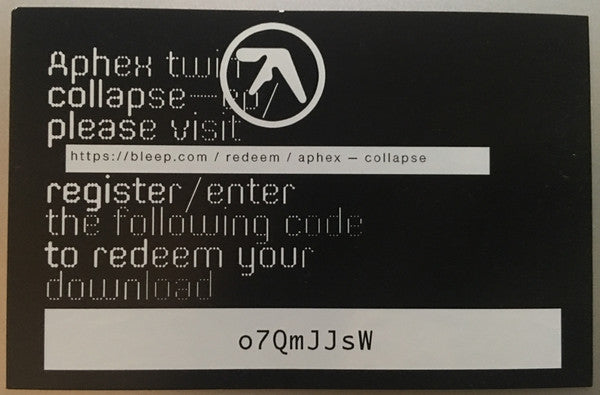 Aphex twin
collapse—ep/
please visit
https://bleep.com / redeem / aphex – collapse
register/enter
the following code
to redeem your
download
o7QmJJsW